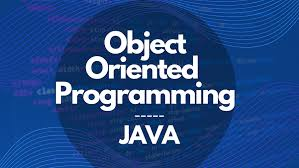 Object
Oriented
Programming
-----
JAVA